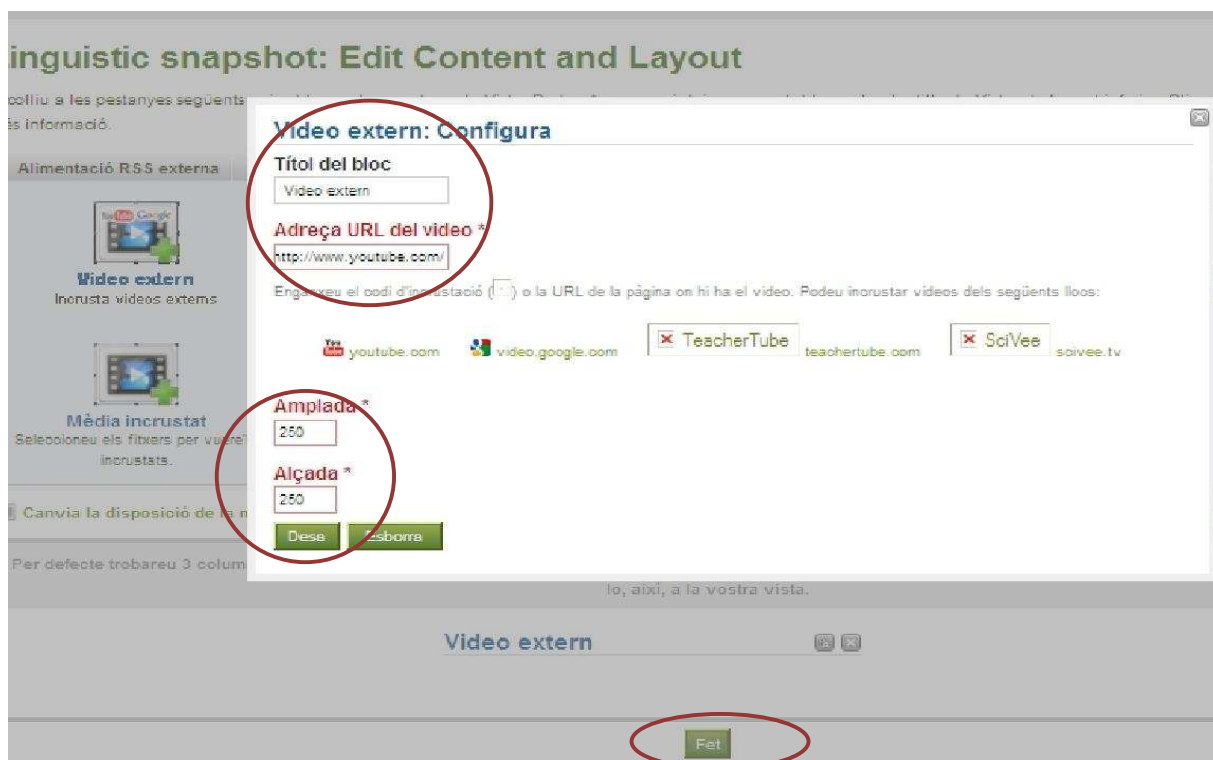 inguistic snapshot: Edit Content and Layout
colliu a les pestanyes següents
és informació.
Alimentació RSS externa
Video extern
Incrusta vídeos externs
Mèdia incrustat
Seleccioneu els fitxers per veure'l
incrustats.
Canvia la disposició de la
Per defecte trobareu 3 colum
Video extern: Configura
Títol del bloc
Video extern
Adreça URL del video *
http://www.youtube.com/
Enganxeu el codi d'incrustació ( ) o la URL de la pàgina on hi ha el video. Podeu incrustar videos dels següents llocs:
youtube.com video.google.com TeacherTube teachertube.com SciVee scivee.tv
Amplada *
250
Alçada *
250
Desa Esborra
lo, així, a la vostra vista.
Video extern
Fet